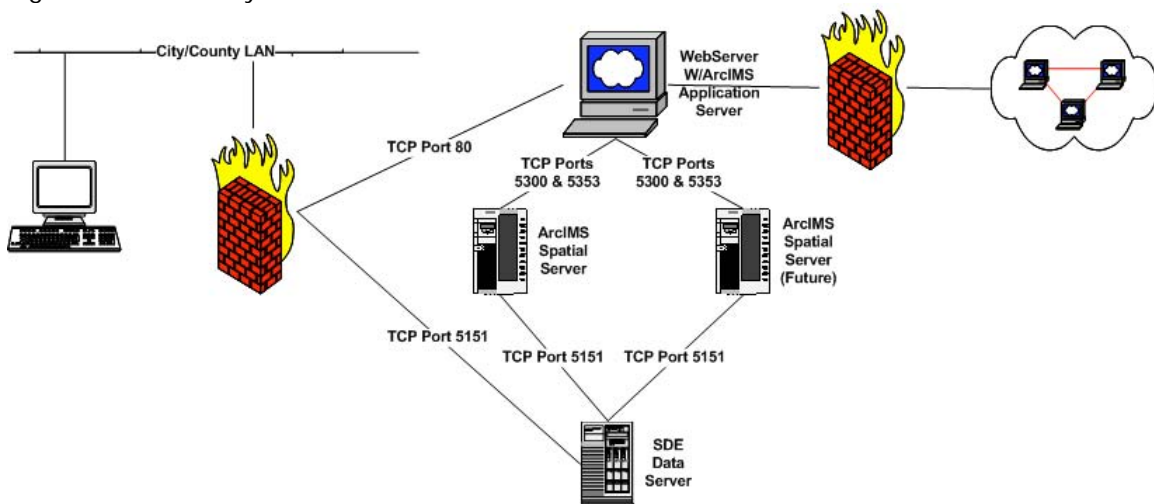 City/County LAN
WebServer
W/ArcIMS
Application
Server
TCP Port 80
TCP Ports
5300 & 5353
TCP Ports
5300 & 5353
ArcIMS
Spatial
Server
ArcIMS
Spatial
Server
(Future)
TCP Port 5151
TCP Port 5151
TCP Port 5151
SDE
Data
Server